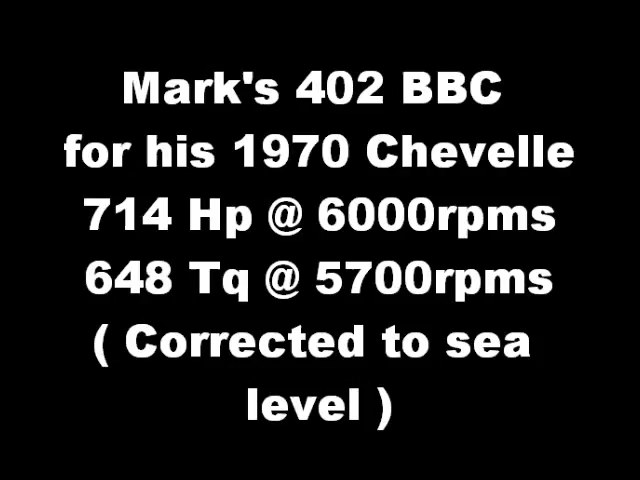 Mark's 402 BBC
for his 1970 Chevelle
714 Hp @ 6000rpms
648 Tq @ 5700rpms
( Corrected to sea
level )